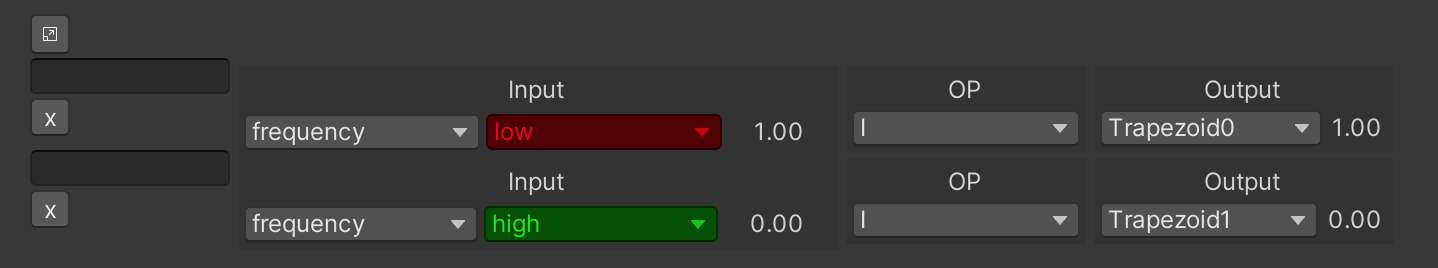 Input OP Output
x
frequency low 1.00 I Trapezoid0 1.00
Input OP Output
x
frequency high 0.00 I Trapezoid1 0.00